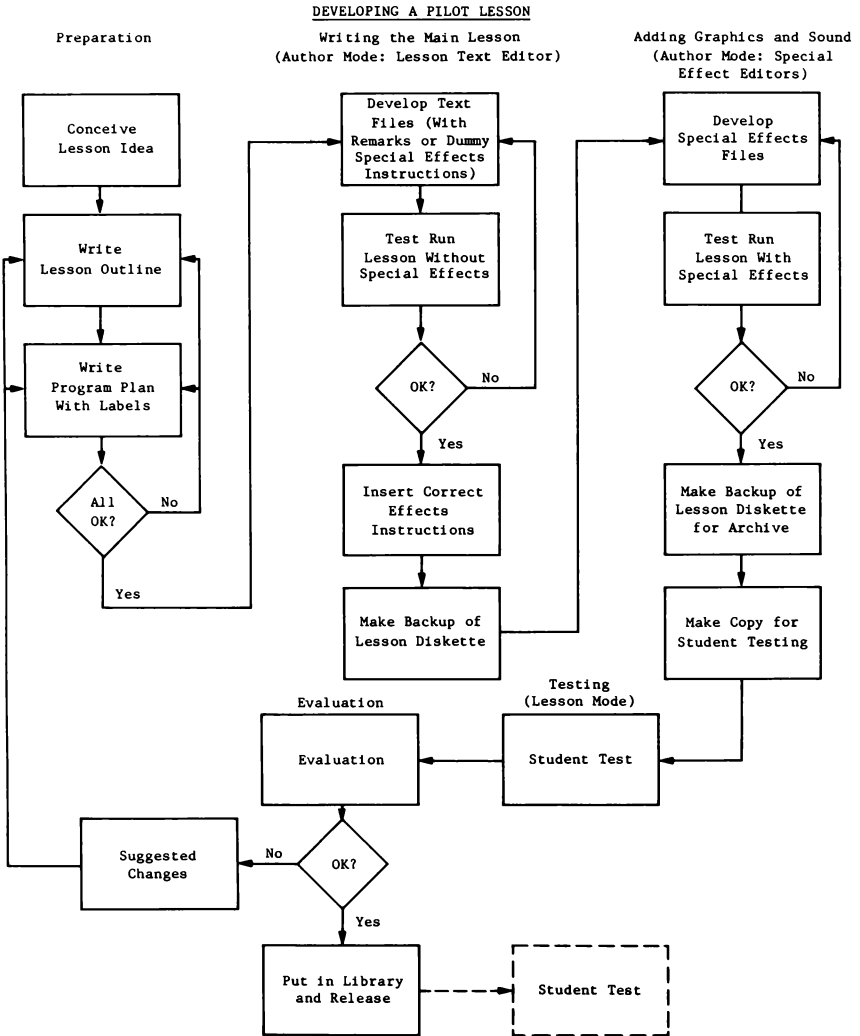 DEVELOPING A PILOT LESSON
Preparation
Conceive
Lesson Idea
Write
Lesson Outline
Write
Program Plan
With Labels
All
OK?
No
Yes
Writing the Main Lesson
(Author Mode: Lesson Text Editor)
Develop Text
Files (With
Remarks or Dummy
Special Effects
Instructions)
Test Run
Lesson Without
Special Effects
OK?
No
Yes
Insert Correct
Effects
Instructions
Make Backup of
Lesson Diskette
Adding Graphics and Sound
(Author Mode: Special
Effect Editors)
Develop
Special Effects
Files
Test Run
Lesson With
Special Effects
OK?
No
Yes
Make Backup of
Lesson Diskette
for Archive
Make Copy for
Student Testing
Testing
(Lesson Mode)
Student Test
Evaluation
Evaluation
OK?
No
Suggested
Changes
Yes
Put in Library
and Release
Student Test